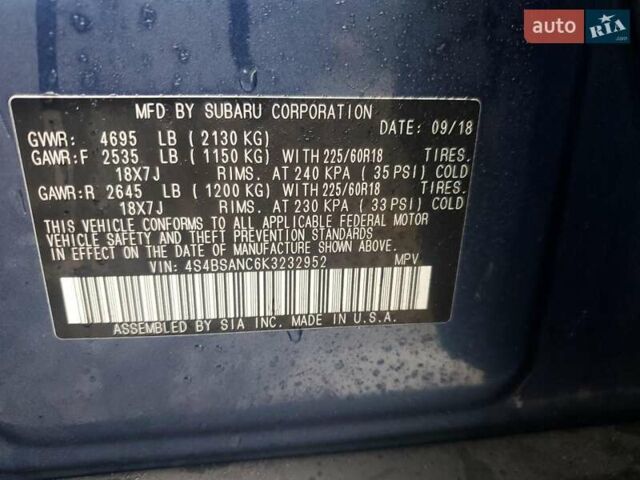 auto RIA.com
MFD BY SUBARU CORPORATION
DATE: 09/18
GVWR: 4695 LB ( 2130 KG)
GAWR:F 2535 LB ( 1150 KG) WITH 225/60R18 TIRES.
18X7J RIMS. AT 240 KPA ( 35 PSI) COLD
GAWR:R 2645 LB ( 1200 KG) WITH 225/60R18 TIRES.
18X7J RIMS. AT 230 KPA ( 33 PSI) COLD
THIS VEHICLE CONFORMS TO ALL APPLICABLE FEDERAL MOTOR
VEHICLE SAFETY AND THEFT PREVENTION STANDARDS
IN EFFECT ON THE DATE OF MANUFACTURE SHOWN ABOVE.
VIN: 4S4BSANC6K3232952 MPV
ASSEMBLED BY SIA INC. MADE IN U.S.A.